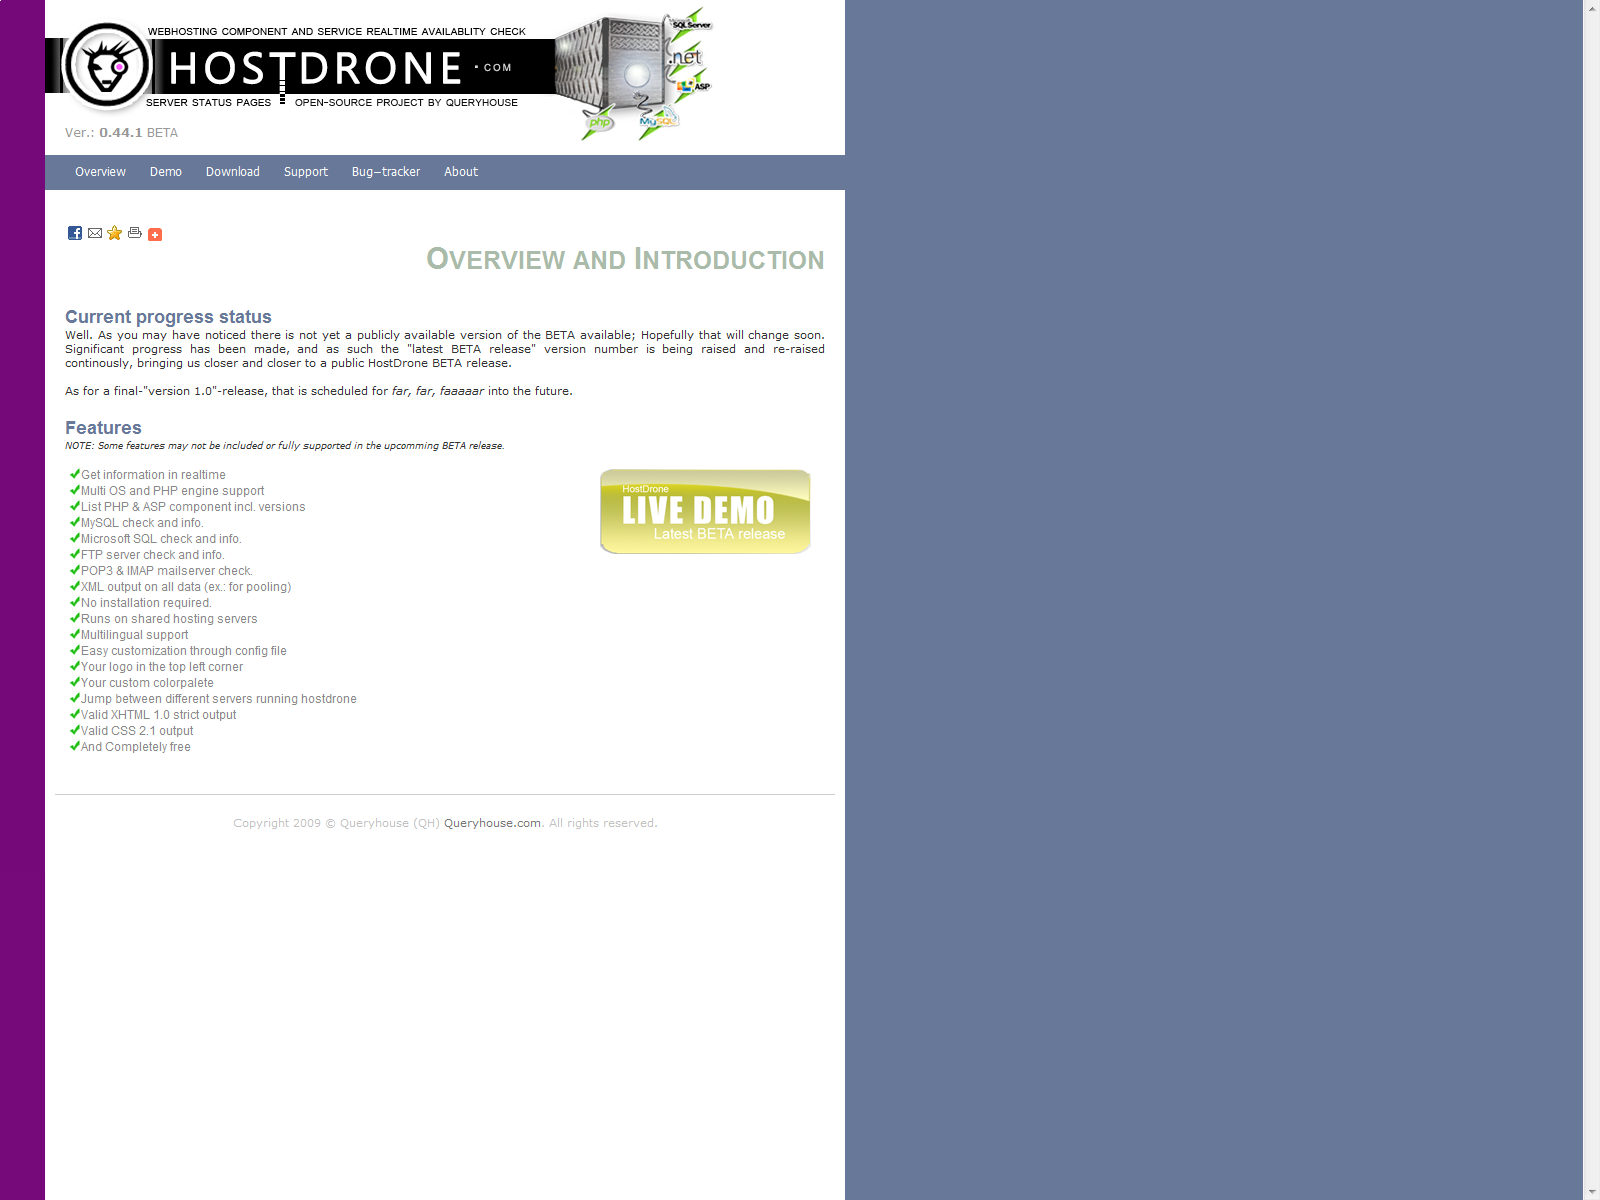 WEBHOSTING COMPONENT AND SERVICE REALTIME AVAILABLITY CHECK
HOSTDRONE .COM
SERVER STATUS PAGES
OPEN-SOURCE PROJECT BY QUERYHOUSE
SQLServer
.net
ASP
php
MySQL
Ver.: 0.44.1 BETA
Overview Demo Download Support Bug-tracker About
OVERVIEW AND INTRODUCTION
Current progress status
Well. As you may have noticed there is not yet a publicly available version of the BETA available; Hopefully that will change soon.
Significant progress has been made, and as such the "latest BETA release" version number is being raised and re-raised
continously, bringing us closer and closer to a public HostDrone BETA release.
As for a final-"version 1.0"-release, that is scheduled for far, far, faaaaar into the future.
Features
NOTE: Some features may not be included or fully supported in the upcomming BETA release.
Get information in realtime
Multi OS and PHP engine support
List PHP & ASP component incl. versions
MySQL check and info.
Microsoft SQL check and info.
FTP server check and info.
POP3 & IMAP mailserver check.
XML output on all data (ex.: for pooling)
No installation required.
Runs on shared hosting servers
Multilingual support
Easy customization through config file
Your logo in the top left corner
Your custom colorpalete
Jump between different servers running hostdrone
Valid XHTML 1.0 strict output
Valid CSS 2.1 output
And Completely free
HostDrone
LIVE DEMO
Latest BETA release
Copyright 2009 © Queryhouse (QH) Queryhouse.com. All rights reserved.